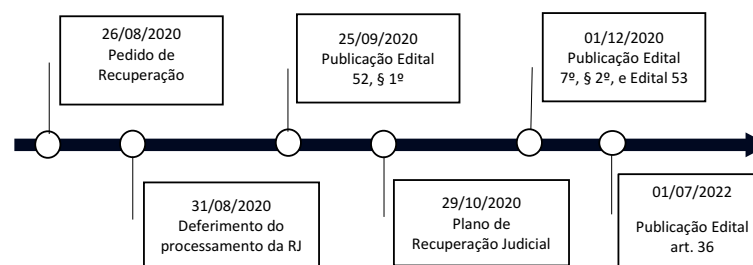 26/08/2020
Pedido de
Recuperação
25/09/2020
Publicação Edital
52, § 1º
01/12/2020
Publicação Edital
7º, § 2º, e Edital 53
31/08/2020
Deferimento do
processamento da RJ
29/10/2020
Plano de
Recuperação Judicial
01/07/2022
Publicação Edital
art. 36